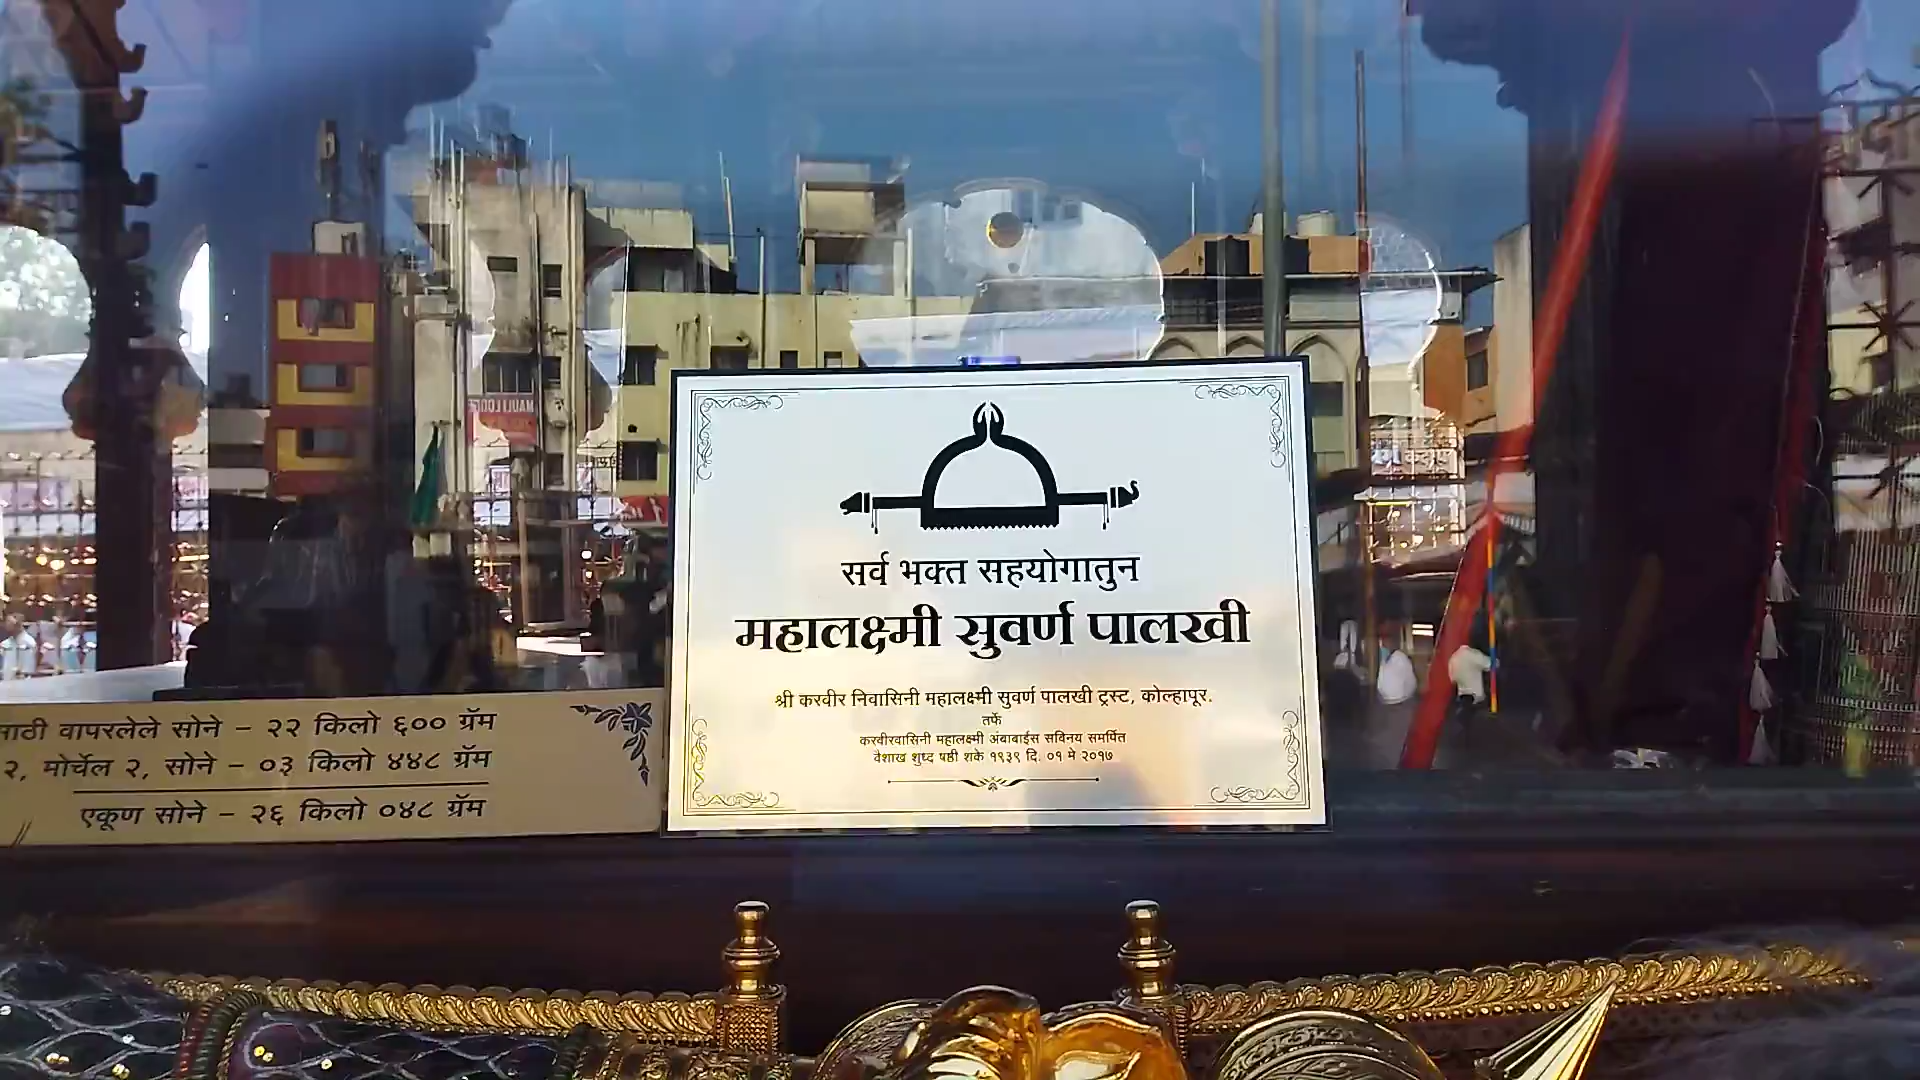 सर्व भक्त सहयोगातुन
महालक्ष्मी सुवर्ण पालखी
श्री करवीर निवासिनी महालक्ष्मी सुवर्ण पालखी ट्रस्ट, कोल्हापूर.
तर्फे
करवीरवासिनी महालक्ष्मी अंबाबाईस सविनय समर्पित
वैशाख शुध्द षष्ठी शके १९३९ दि. ०१ मे २०१७
वापरलेले सोने – २२ किलो ६०० ग्रॅम
२, मोर्चेल २, सोने – ०३ किलो ४४८ ग्रॅम
एकूण सोने – २६ किलो ०४८ ग्रॅम